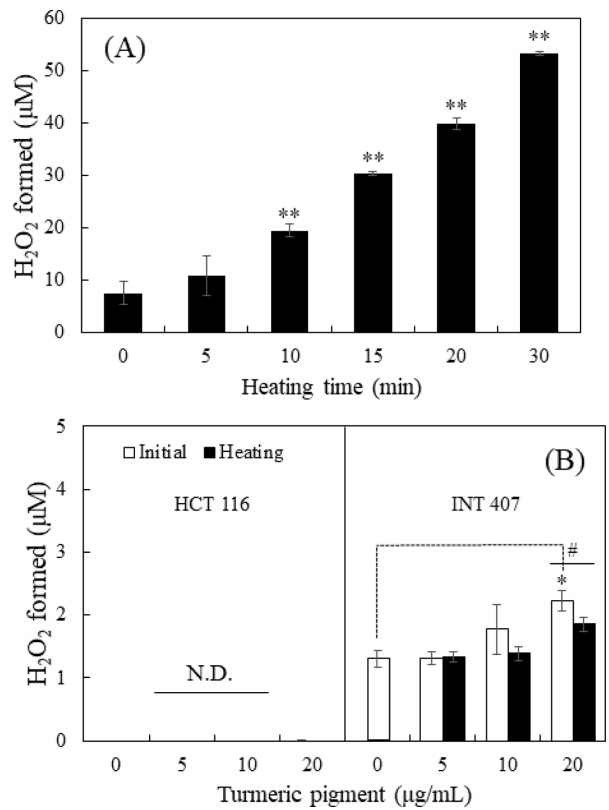 (A)
H₂O₂ formed (μM)
60
50
40
30
20
10
0
**
**
**
**
**
0 5 10 15 20 30
Heating time (min)
(B)
H₂O₂ formed (μM)
5
4
3
2
1
0
Initial Heating
HCT 116 INT 407
N.D.
#
*
0 5 10 20 0 5 10 20
Turmeric pigment (μg/mL)